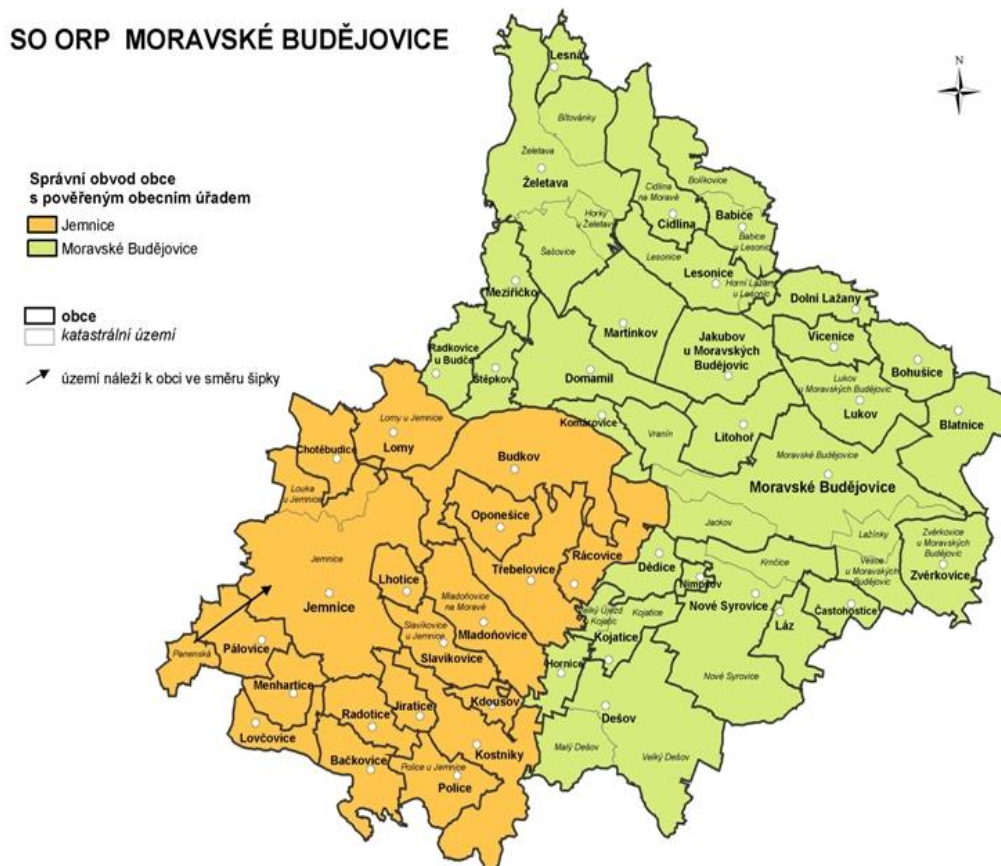 SO ORP MORAVSKÉ BUDĚJOVICE
N
Správní obvod obce
s pověřeným obecním úřadem
Jemnice
Moravské Budějovice
obce
katastrální území
území náleží k obci ve směru šipky
Lesná
Bítovánky
Želetava
Želetava
Horky
u Želetavy
Šašovice
Cidlina
na Moravě
Cidlina
Bolíkovice
Babice
Babice
u Lesonic
Lesonice
Lesonice
Horní Lažany
u Lesonic
Meziříčko
Dolní Lažany
Martínkov
Jakubov
u Moravských
Budějovic
Vícenice
Bohušice
Radkovice
u Budče
Štěpkov
Domamil
Lukov
u Moravských Budějovic
Lukov
Blatnice
Komárovice
Vranín
Litohoř
Moravské Budějovice
Moravské Budějovice
Lomy u Jemnice
Lomy
Chotěbudice
Louka
u Jemnice
Budkov
Oponešice
Třebelovice
Rácovice
Jackov
Lažínky
Vesce
u Moravských
Budějovic
Zvěrkovice
u Moravských
Budějovic
Zvěrkovice
Dědice
Nimpšov
Krnčice
Nové Syrovice
Láz
Častohostice
Nové Syrovice
Jemnice
Jemnice
Lhotice
Mladoňovice
na Moravě
Mladoňovice
Slavíkovice
u Jemnice
Slavíkovice
Velký Újezd
u Kojatic
Kojatice
Kojatice
Hornice
Panenská
Pálovice
Menhartice
Lovčovice
Radotice
Jiratice
Kdousov
Kostníky
Bačkovice
Police u Jemnice
Police
Dešov
Malý Dešov
Velký Dešov